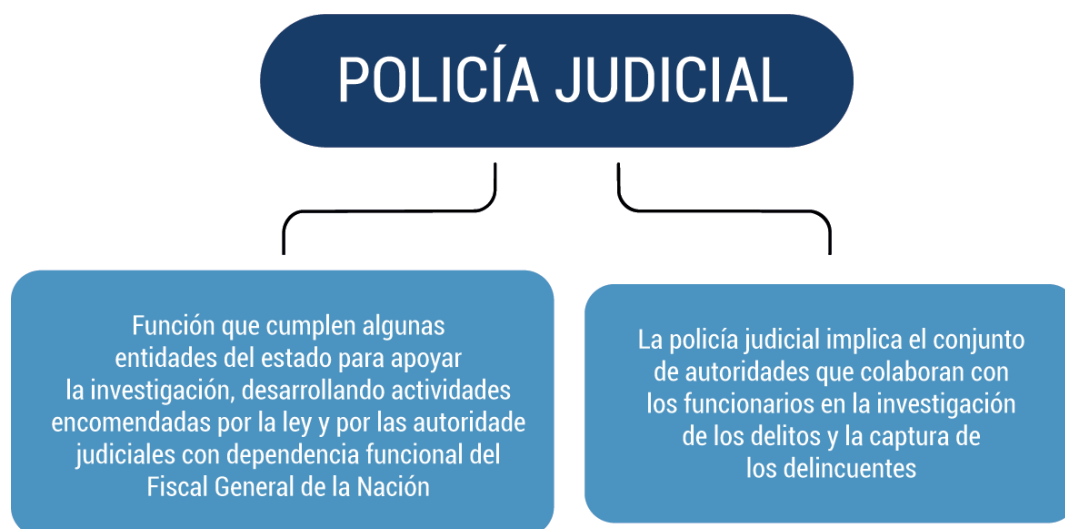 POLICÍA JUDICIAL
Función que cumplen algunas
entidades del estado para apoyar
la investigación, desarrollando actividades
encomendadas por la ley y por las autoridade
judiciales con dependencia funcional del
Fiscal General de la Nación
La policía judicial implica el conjunto
de autoridades que colaboran con
los funcionarios en la investigación
de los delitos y la captura de
los delincuentes